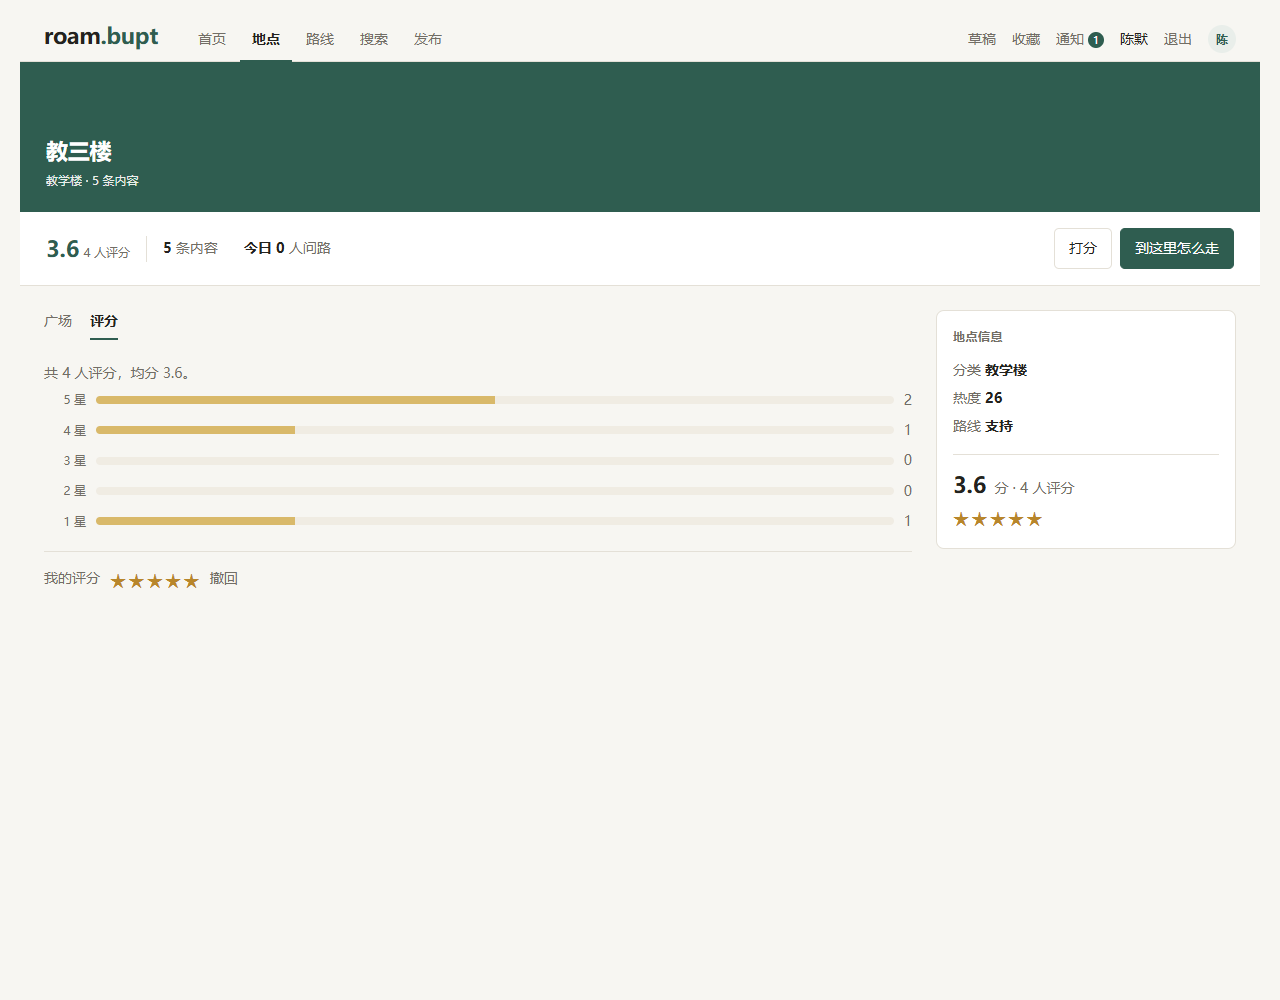 roam.bupt 首页 地点 路线 搜索 发布 草稿 收藏 通知 1 陈默 退出 陈
教三楼
教学楼 · 5 条内容
3.6 4 人评分 5 条内容 今日 0 人问路 打分 到这里怎么走
广场 评分
共 4 人评分，均分 3.6。
5 星 2
4 星 1
3 星 0
2 星 0
1 星 1
我的评分 ★★★★★ 撤回
地点信息
分类 教学楼
热度 26
路线 支持
3.6 分 · 4 人评分
★★★★★